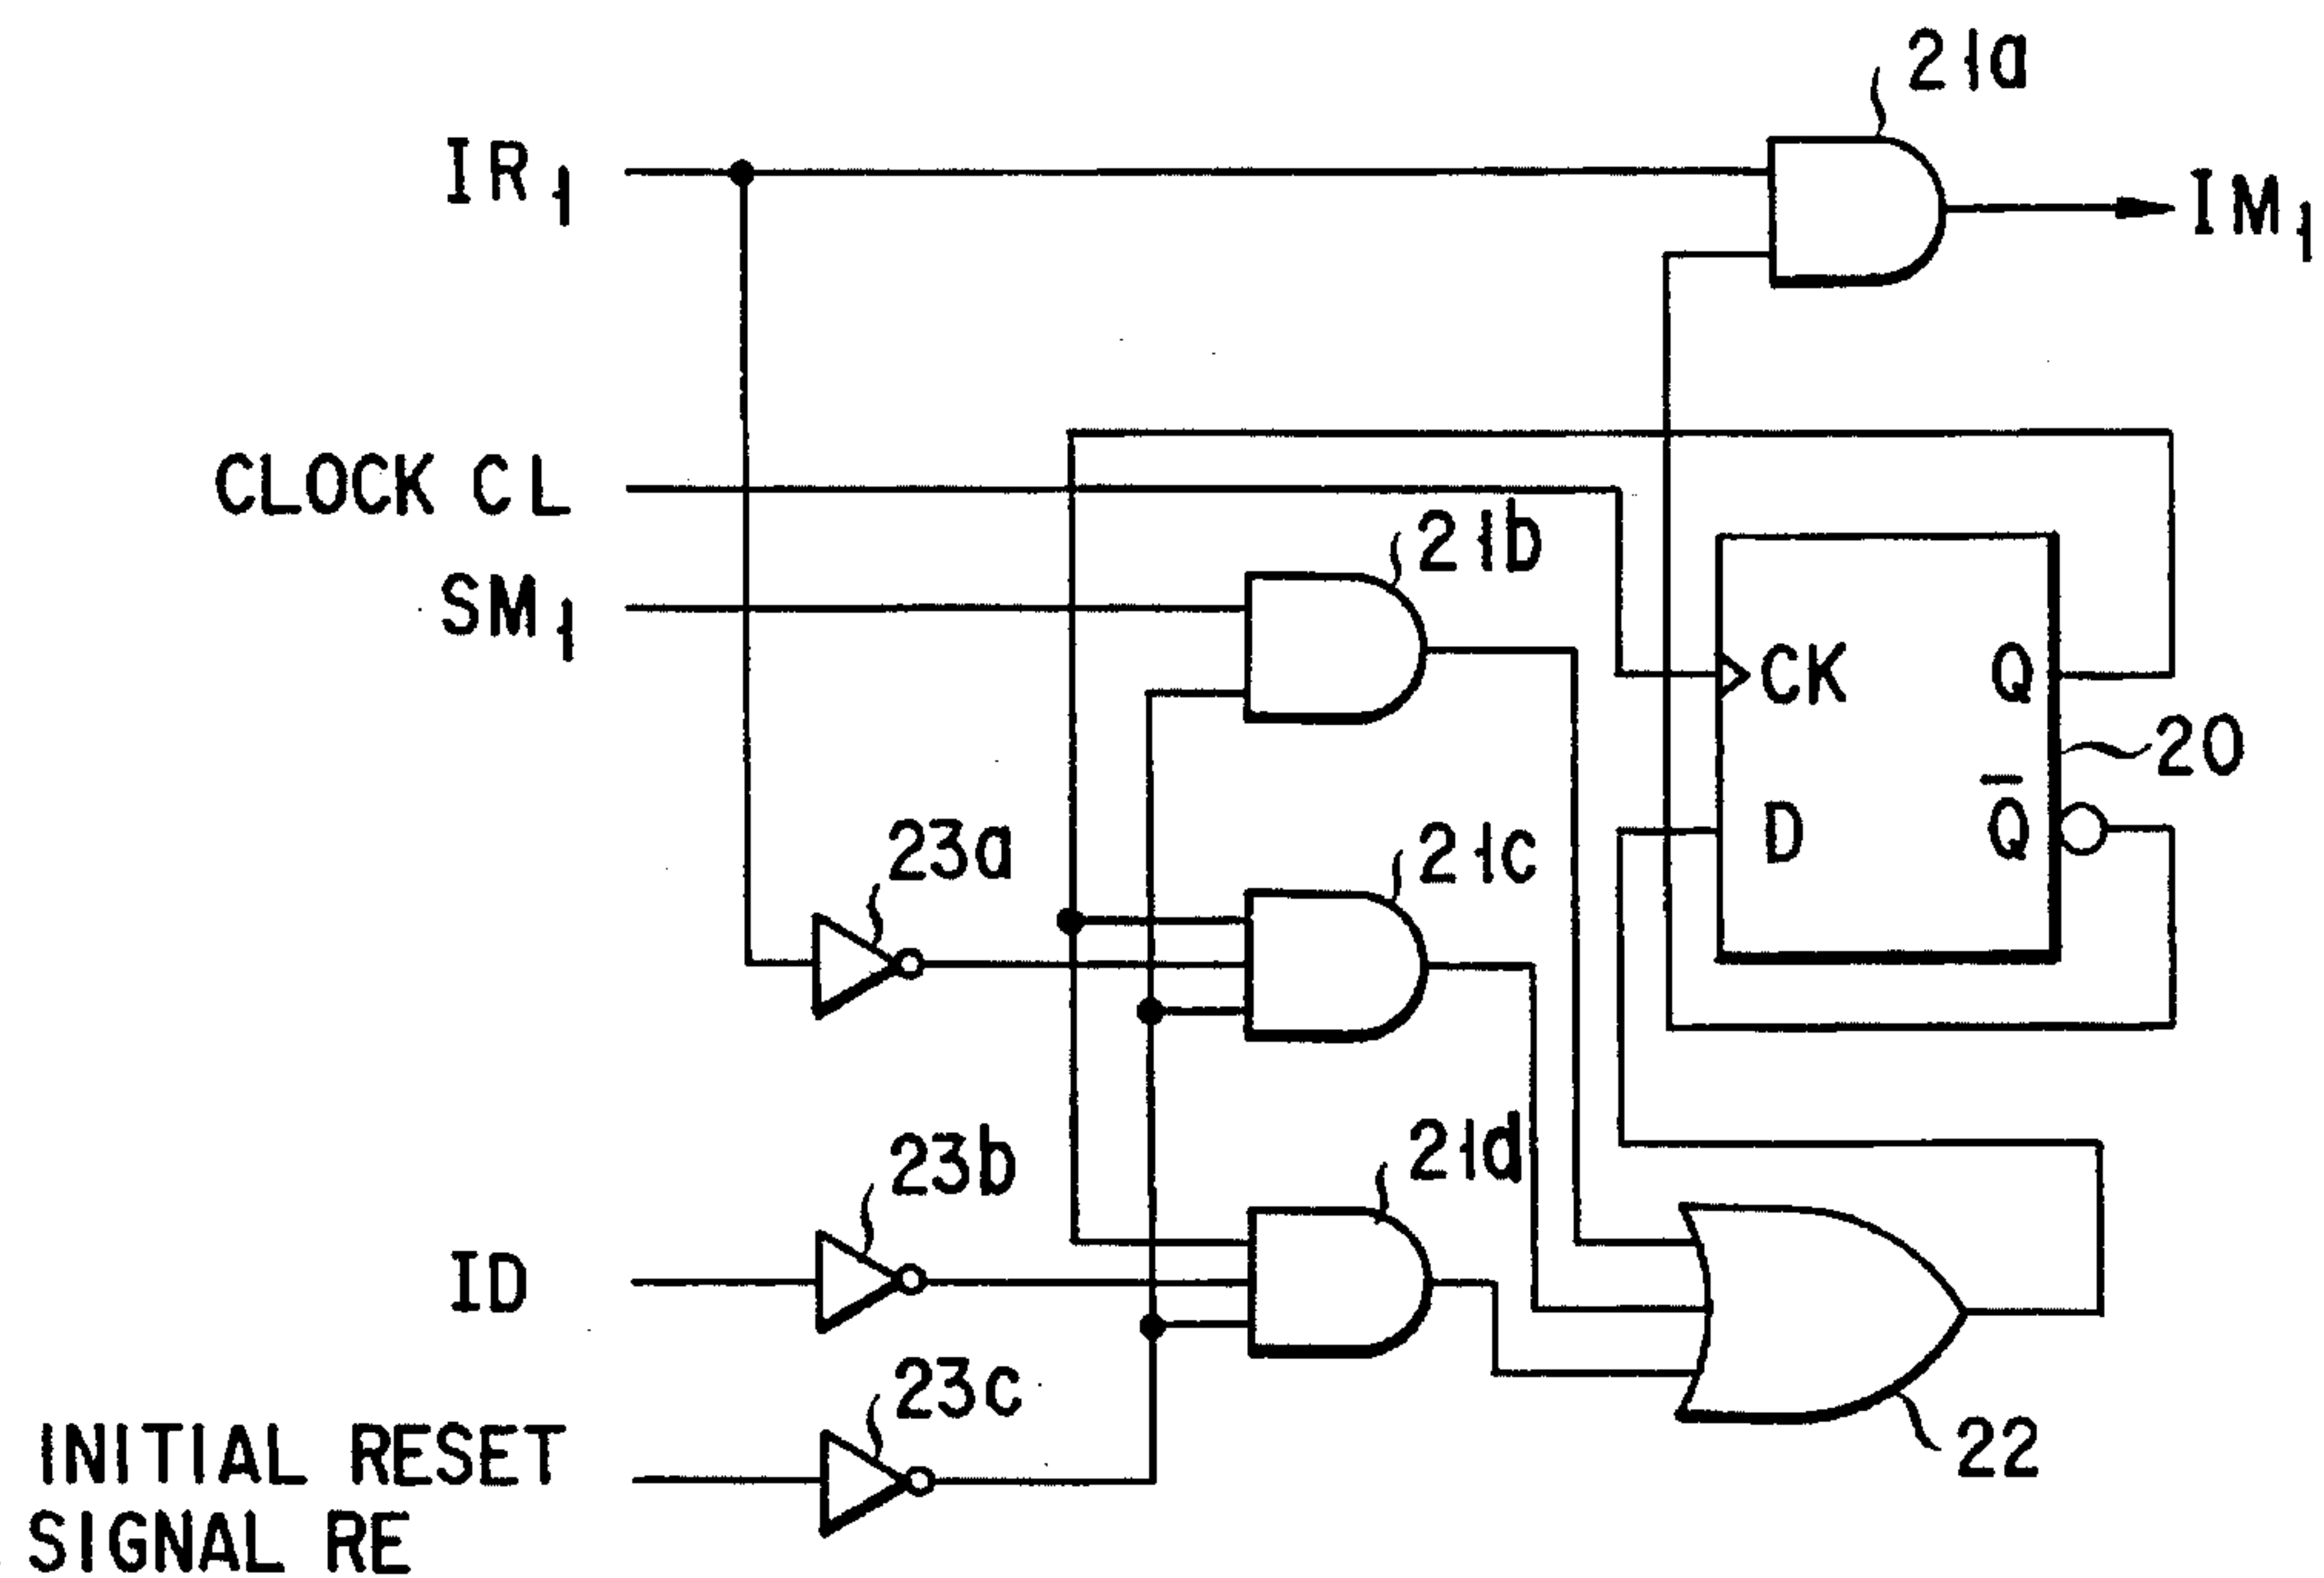 21a
IR1
IM1
CLOCK CL
21b
SM1
CK
Q
20
D
Q̅
23a
21c
23b
21d
ID
23c
INITIAL RESET
SIGNAL RE
22